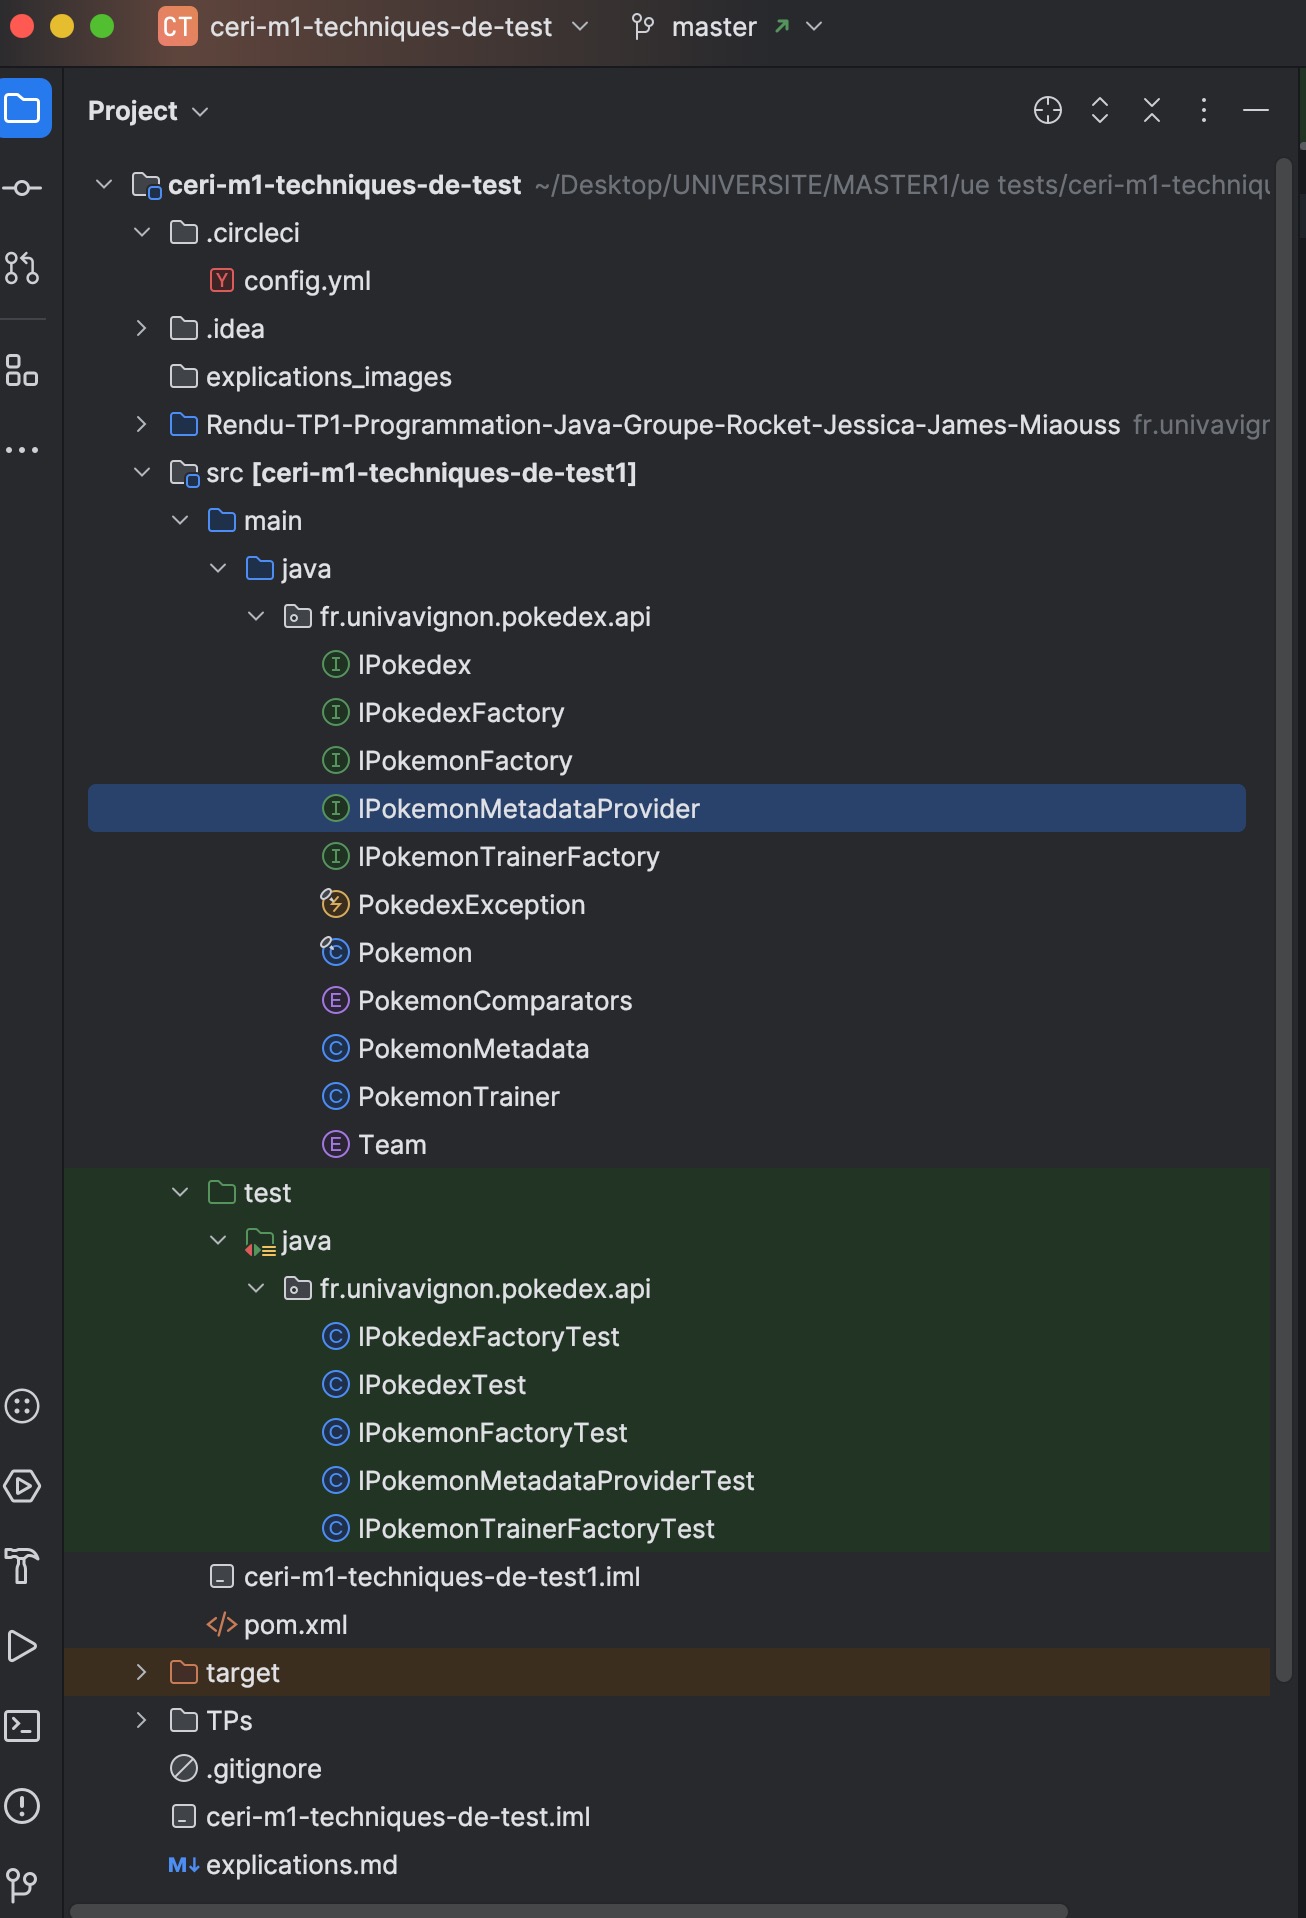 CT ceri-m1-techniques-de-test master
Project
ceri-m1-techniques-de-test ~/Desktop/UNIVERSITE/MASTER1/ue tests/ceri-m1-techniqu
.circleci
Y config.yml
.idea
explications_images
Rendu-TP1-Programmation-Java-Groupe-Rocket-Jessica-James-Miaouss fr.univavigr
src [ceri-m1-techniques-de-test1]
main
java
fr.univavignon.pokedex.api
I IPokedex
I IPokedexFactory
I IPokemonFactory
I IPokemonMetadataProvider
I IPokemonTrainerFactory
PokedexException
C Pokemon
E PokemonComparators
C PokemonMetadata
C PokemonTrainer
E Team
test
java
fr.univavignon.pokedex.api
C IPokedexFactoryTest
C IPokedexTest
C IPokemonFactoryTest
C IPokemonMetadataProviderTest
C IPokemonTrainerFactoryTest
ceri-m1-techniques-de-test1.iml
</> pom.xml
target
TPs
.gitignore
ceri-m1-techniques-de-test.iml
M↓ explications.md